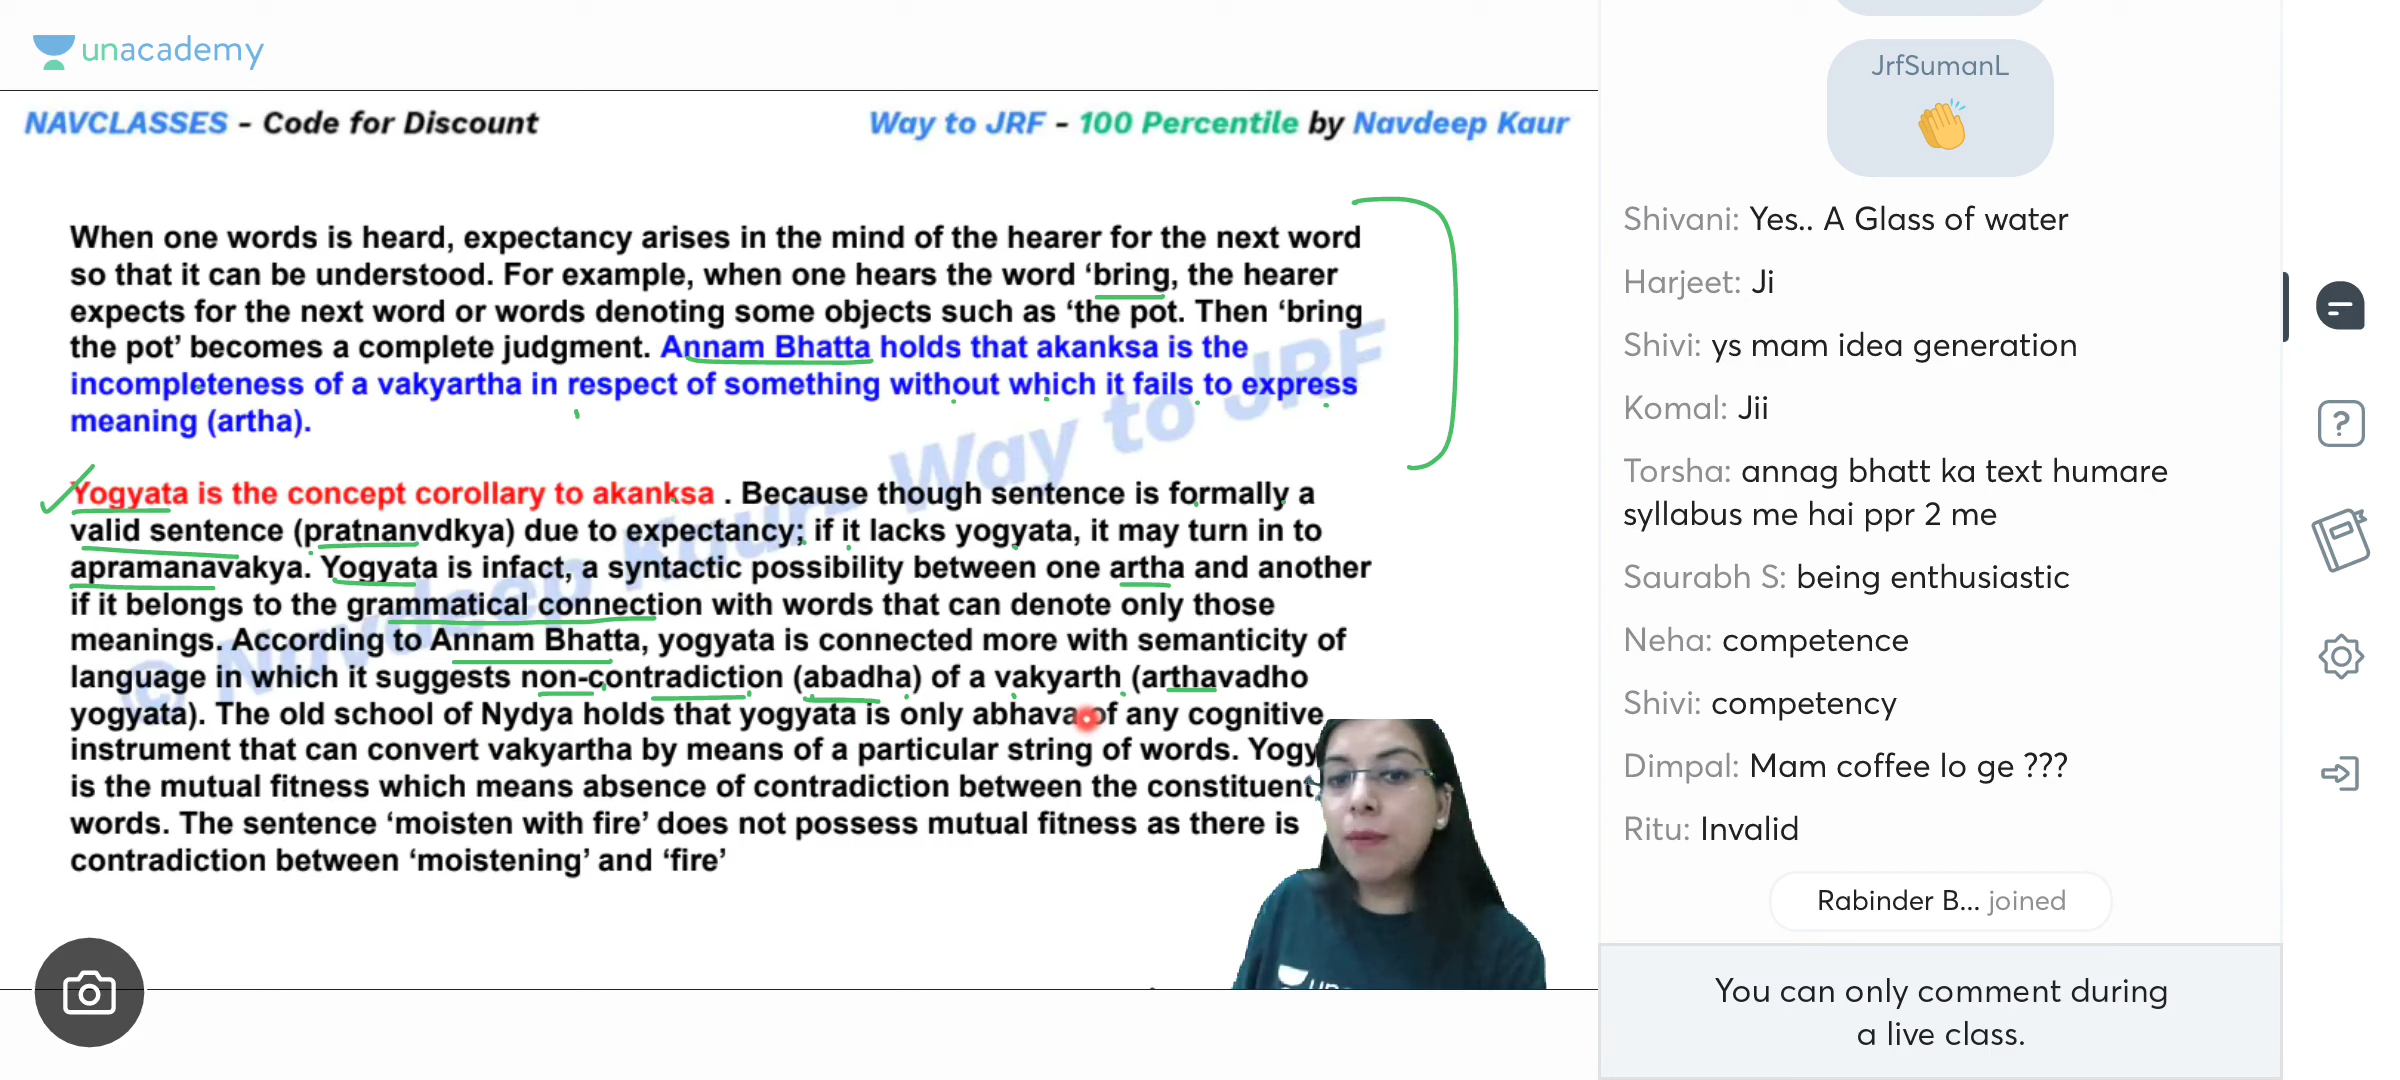 unacademy
NAVCLASSES - Code for Discount
Way to JRF - 100 Percentile by Navdeep Kaur
When one words is heard, expectancy arises in the mind of the hearer for the next word
so that it can be understood. For example, when one hears the word ‘bring, the hearer
expects for the next word or words denoting some objects such as ‘the pot. Then ‘bring
the pot’ becomes a complete judgment. Annam Bhatta holds that akanksa is the
incompleteness of a vakyartha in respect of something without which it fails to express
meaning (artha).
Yogyata is the concept corollary to akanksa . Because though sentence is formally a
valid sentence (pratnanvdkya) due to expectancy; if it lacks yogyata, it may turn in to
apramanavakya. Yogyata is infact, a syntactic possibility between one artha and another
if it belongs to the grammatical connection with words that can denote only those
meanings. According to Annam Bhatta, yogyata is connected more with semanticity of
language in which it suggests non-contradiction (abadha) of a vakyarth (arthavadho
yogyata). The old school of Nydya holds that yogyata is only abhava of any cognitive
instrument that can convert vakyartha by means of a particular string of words. Yogy
is the mutual fitness which means absence of contradiction between the constituent
words. The sentence ‘moisten with fire’ does not possess mutual fitness as there is
contradiction between ‘moistening’ and ‘fire’
© Navdeep Kaur- Way to JRF
JrfSumanL
Shivani: Yes.. A Glass of water
Harjeet: Ji
Shivi: ys mam idea generation
Komal: Jii
Torsha: annag bhatt ka text humare
syllabus me hai ppr 2 me
Saurabh S: being enthusiastic
Neha: competence
Shivi: competency
Dimpal: Mam coffee lo ge ???
Ritu: Invalid
Rabinder B... joined
You can only comment during
a live class.